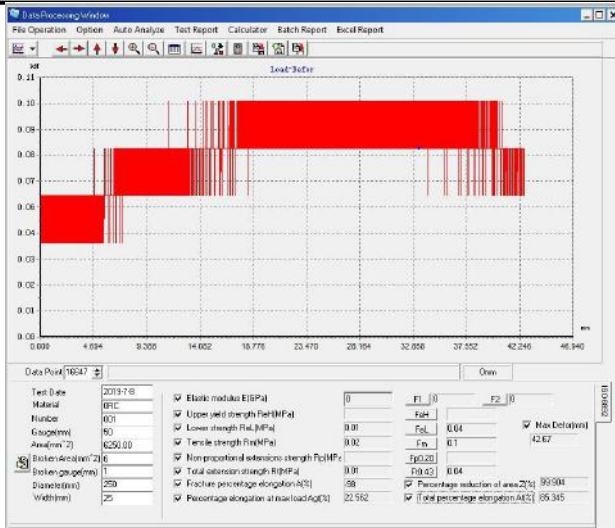 Data Processing Window
File Operation Option Auto Analyze Test Report Calculator Batch Report Excel Report
Load-Defor
kN
0.11
0.10
0.09
0.08
0.07
0.06
0.05
0.04
0.03
0.02
0.01
0.00
0.000 4.694 9.388 14.082 18.776 23.470 28.164 32.858 37.552 42.246 46.940
mm
Data Point 16647 0mm
Test Date 2019-7-8
Material
Number 001
Gauge(mm) 50
Area(mm^2) 6250.00
Broken Area(mm^2) 6
Broken gauge(mm) 1
Diameter(mm) 250
Width(mm) 25
Elastic modulus E(GPa) 0
Upper yield strength ReH(MPa)
Lower strength ReL(MPa) 0.01
Tensile strength Rm(MPa) 0.02
Non-proportional extensions strength Rp(MPa
Total extension strength Rt(MPa) 0.01
Fracture percentage elongation A(%) -98
Percentage elongation at max load Agt(%) 22.562
F1 0 F2 0
FeH
FeL 0.04
Fm 0.1
Fp0.20
0.04
Max Defor(mm)
42.67
Percentage reduction of area Z(%) 99.904
Total percentage elongation At(%) 85.345
ISO6892